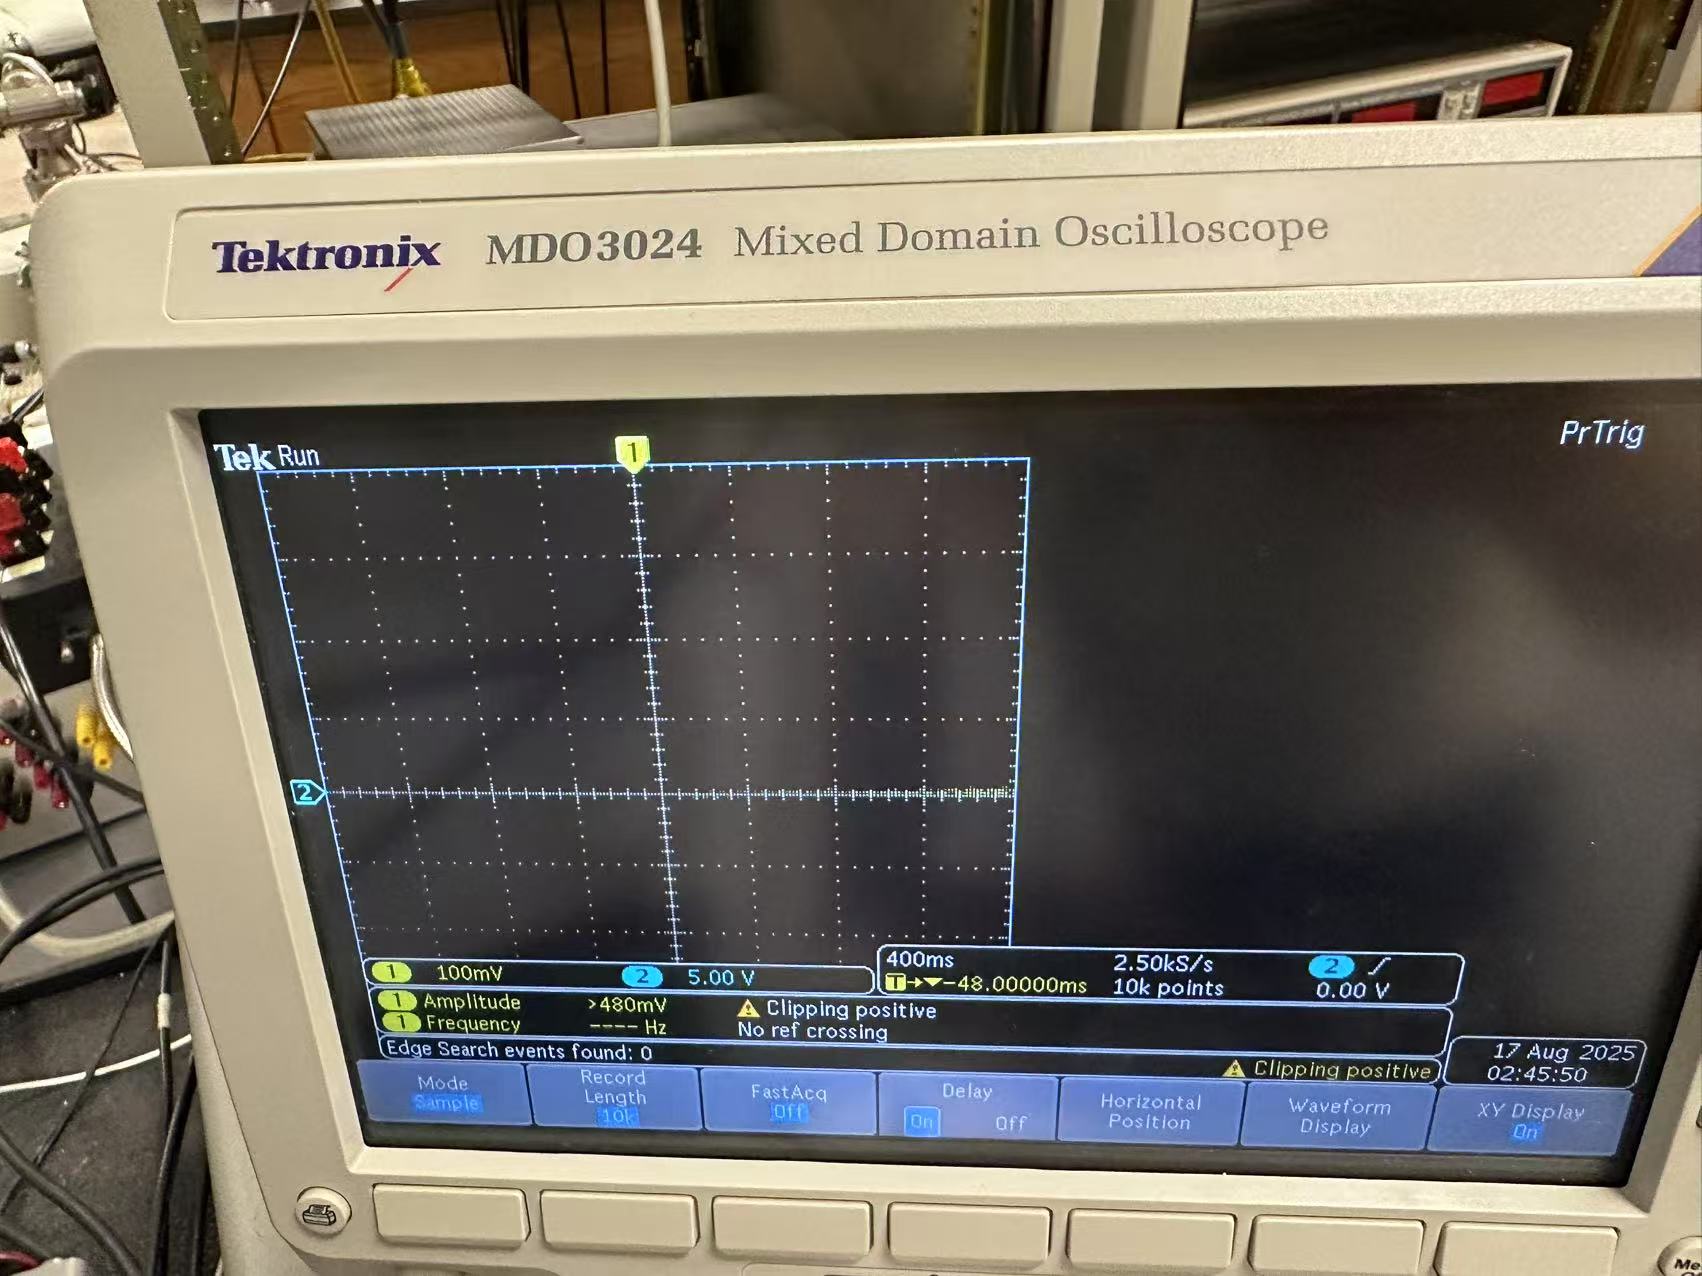 Tektronix MDO3024 Mixed Domain Oscilloscope
Tek Run
PrTrig
1
2
1 100mV 2 5.00 V
400ms 2.50kS/s 2
T→▼−48.00000ms 10k points 0.00 V
1 Amplitude >480mV Clipping positive
1 Frequency ---- Hz No ref crossing
Edge Search events found: 0
Clipping positive
17 Aug 2025
02:45:50
Mode
Sample
Record
Length
10k
FastAcq
Off
Delay
On Off
Horizontal
Position
Waveform
Display
XY Display
On